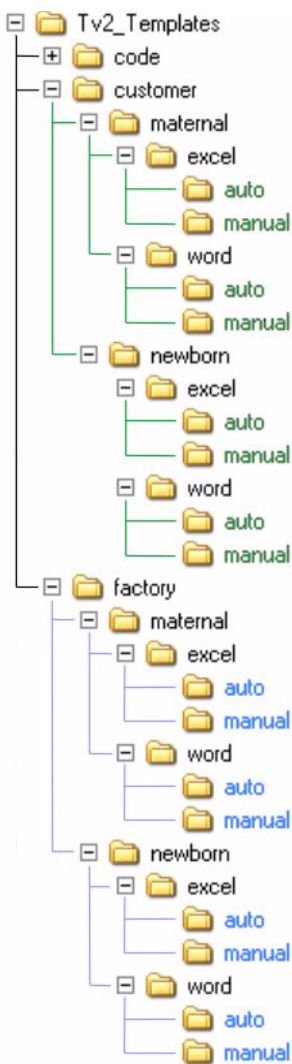 Tv2_Templates
code
customer
maternal
excel
auto
manual
word
auto
manual
newborn
excel
auto
manual
word
auto
manual
factory
maternal
excel
auto
manual
word
auto
manual
newborn
excel
auto
manual
word
auto
manual